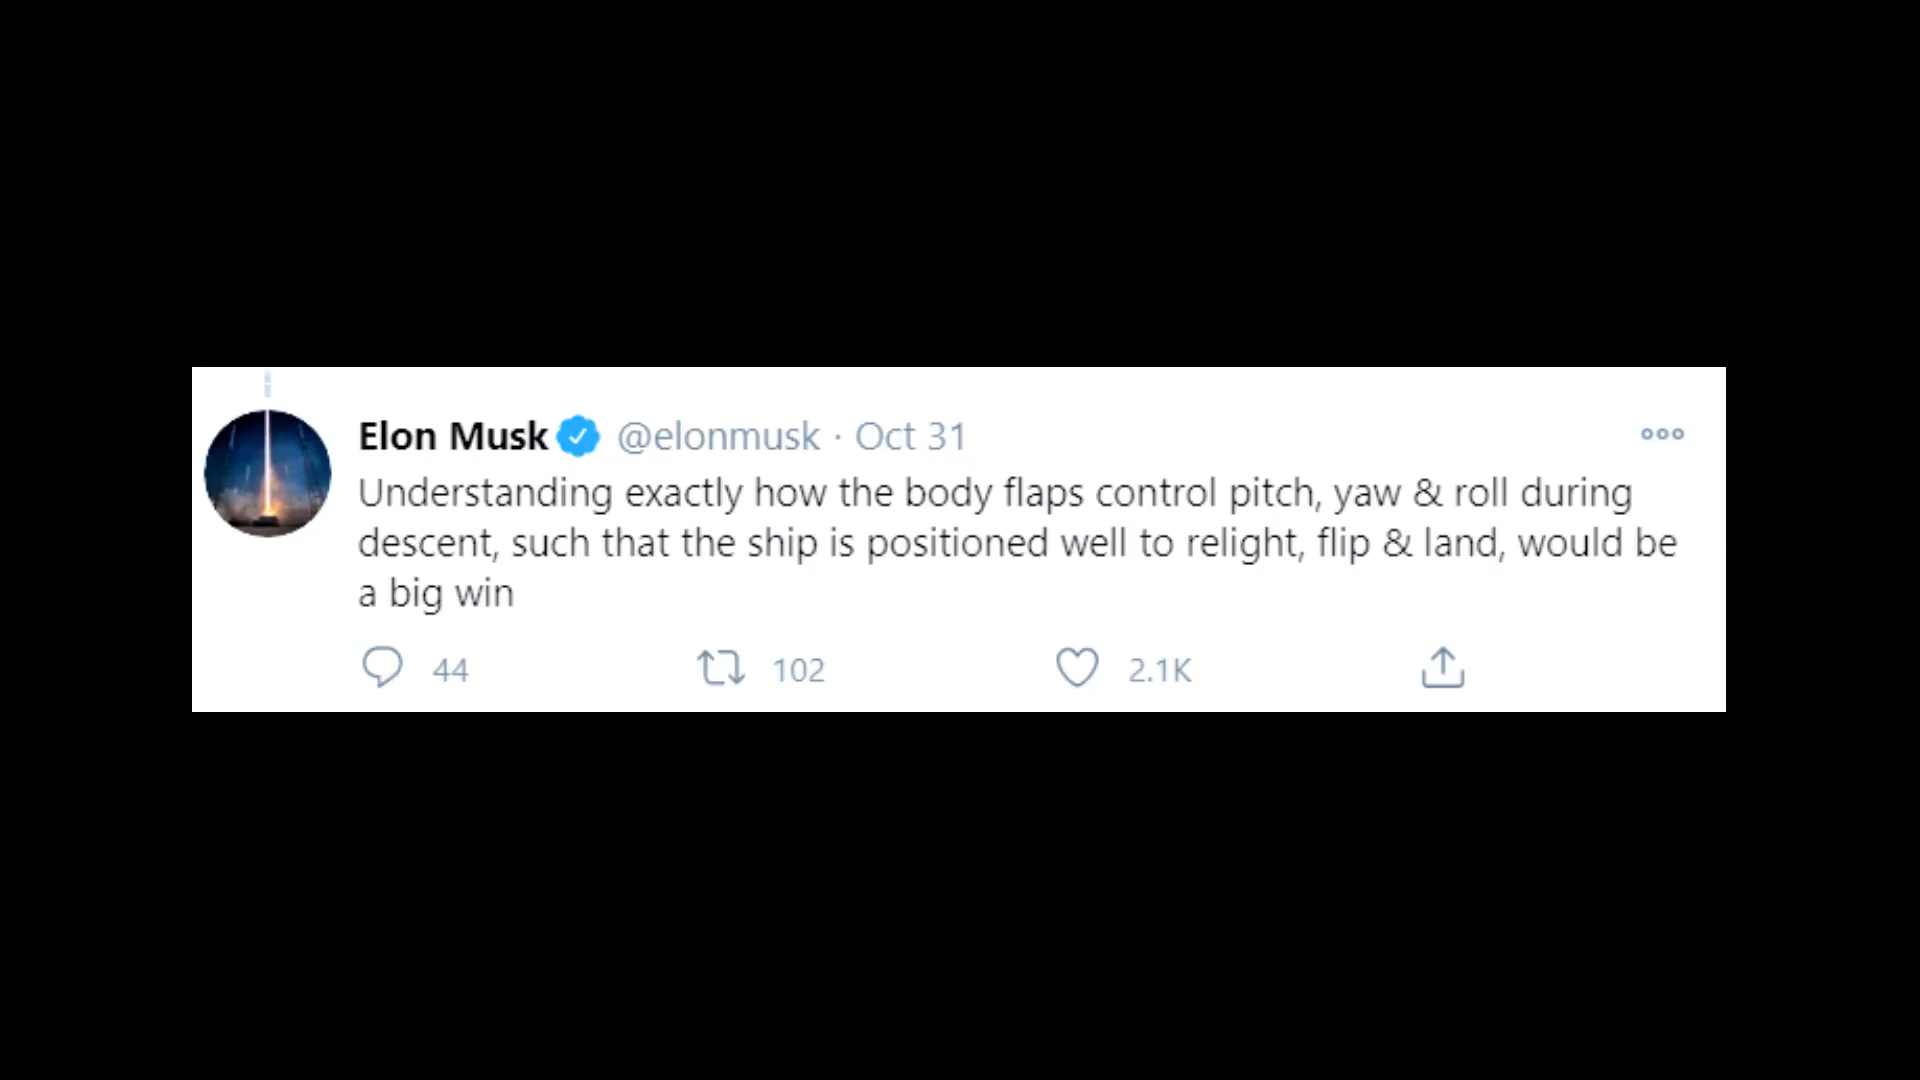 Elon Musk @elonmusk · Oct 31
Understanding exactly how the body flaps control pitch, yaw & roll during
descent, such that the ship is positioned well to relight, flip & land, would be
a big win
44 102 2.1K